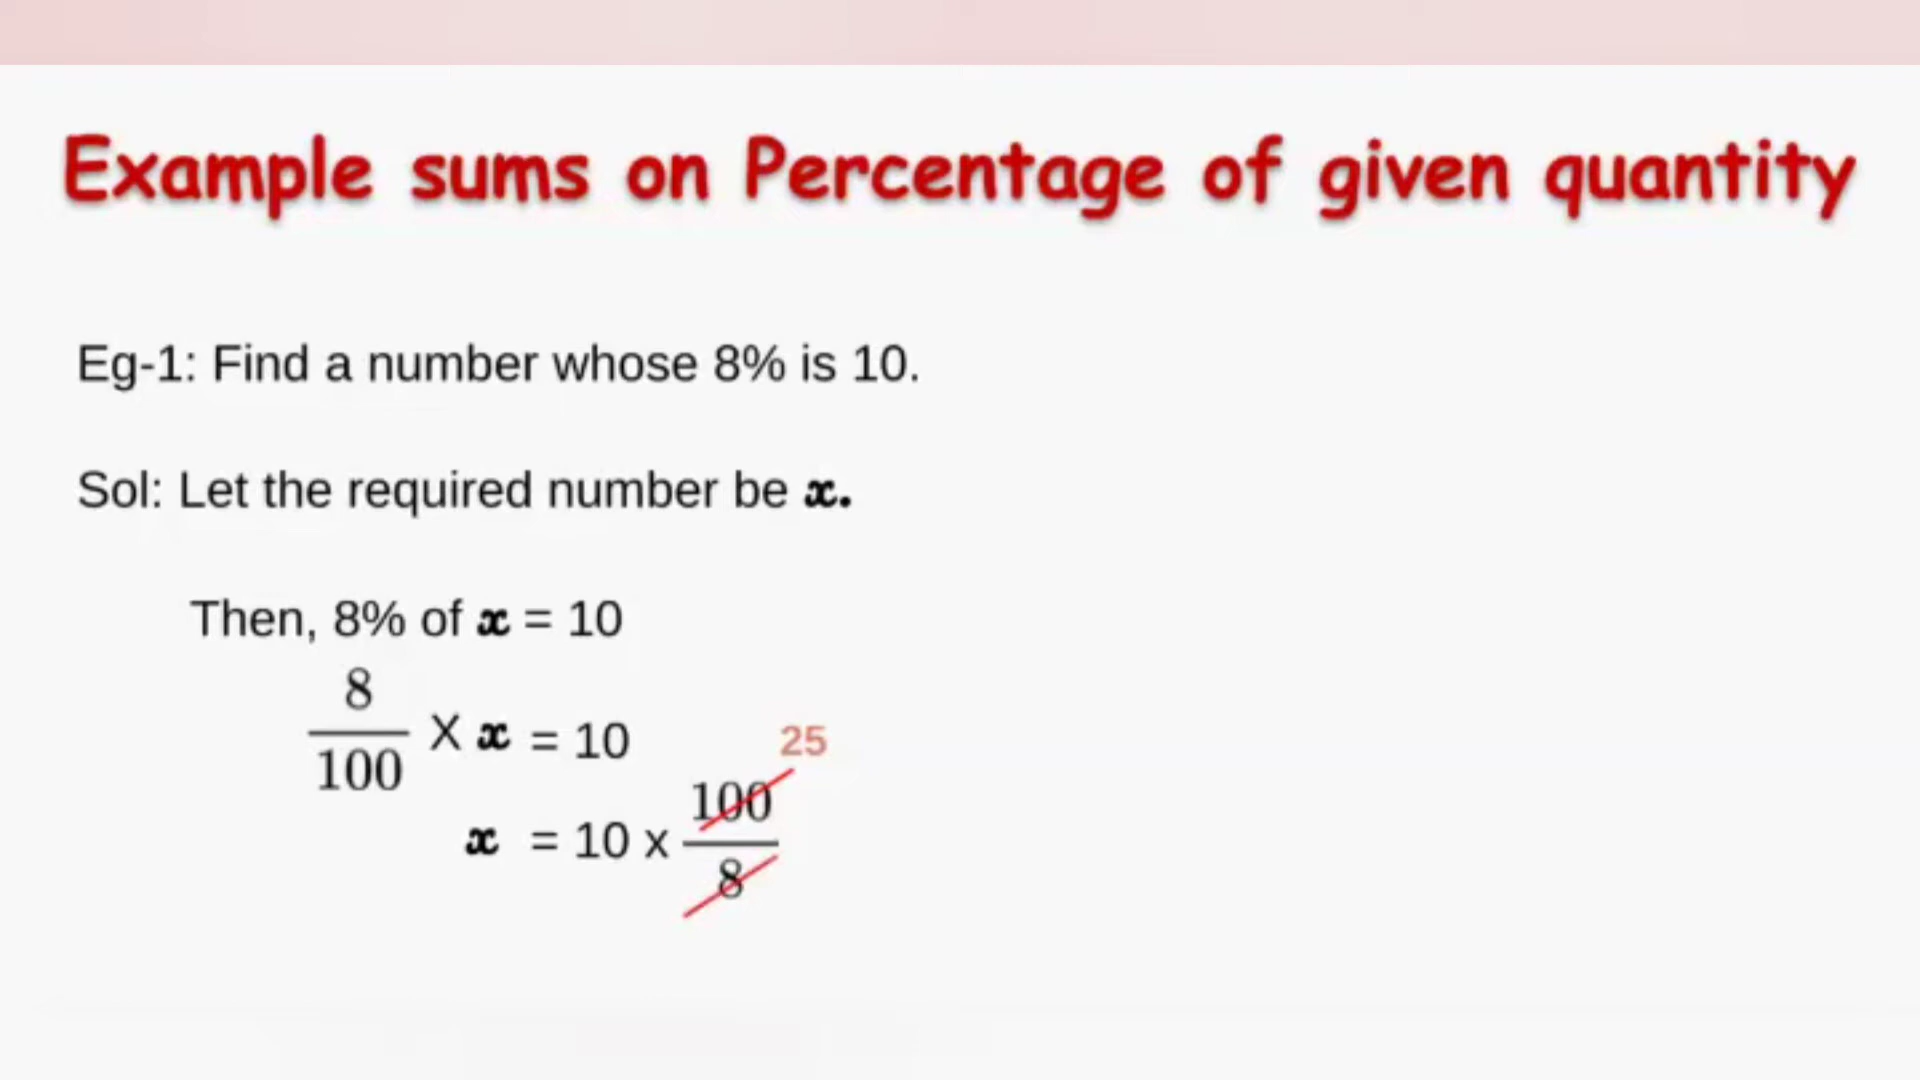 Example sums on Percentage of given quantity
Eg-1: Find a number whose 8% is 10.
Sol: Let the required number be x.
Then, 8% of x = 10
8
100
X x = 10
25
x = 10 x
100
8